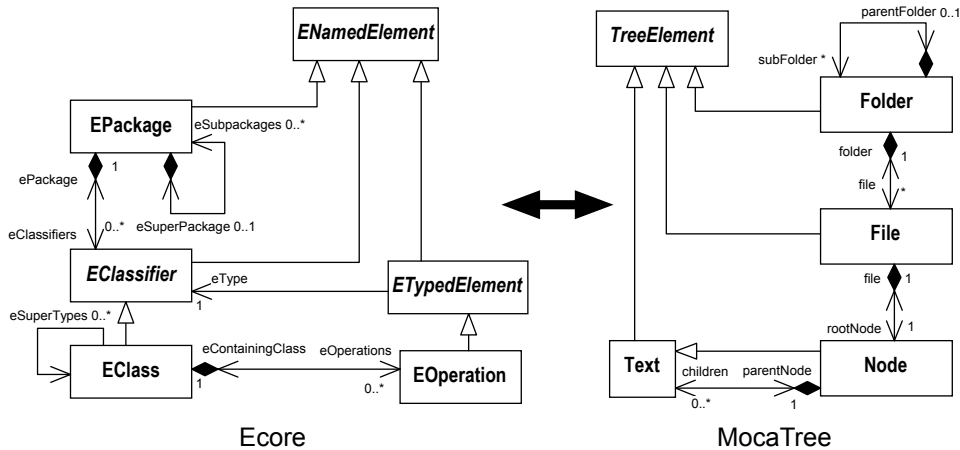 ENamedElement
EPackage
eSubpackages 0..*
ePackage
1
eSuperPackage 0..1
eClassifiers
0..*
EClassifier
eType
1
ETypedElement
eSuperTypes 0..*
EClass
eContainingClass
eOperations
1
0..*
EOperation
Ecore
TreeElement
parentFolder 0..1
subFolder *
Folder
folder
1
file
*
File
file
1
rootNode
1
Text
children
parentNode
0..*
1
Node
MocaTree